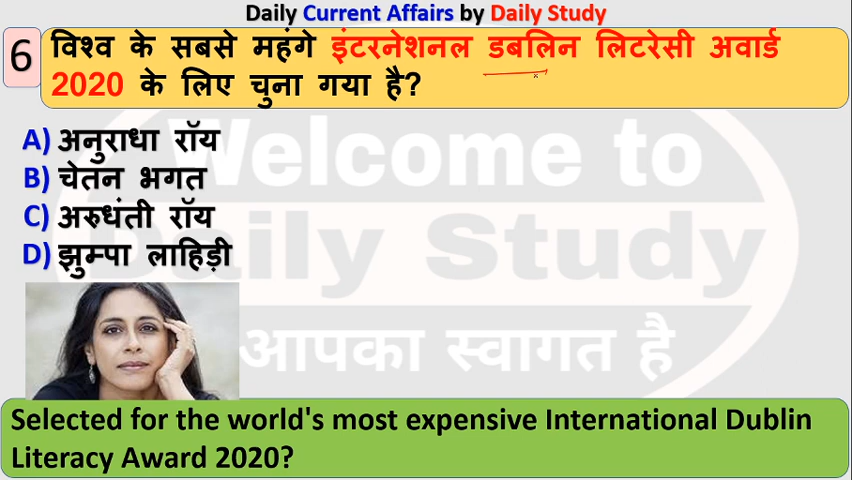 Daily Current Affairs by Daily Study
6
विश्व के सबसे महंगे इंटरनेशनल डबलिन लिटरेसी अवार्ड
2020 के लिए चुना गया है?
A) अनुराधा रॉय
B) चेतन भगत
C) अरुधंती रॉय
D) झुम्पा लाहिड़ी
Welcome to
Daily Study
आपका स्वागत है
Selected for the world's most expensive International Dublin
Literacy Award 2020?